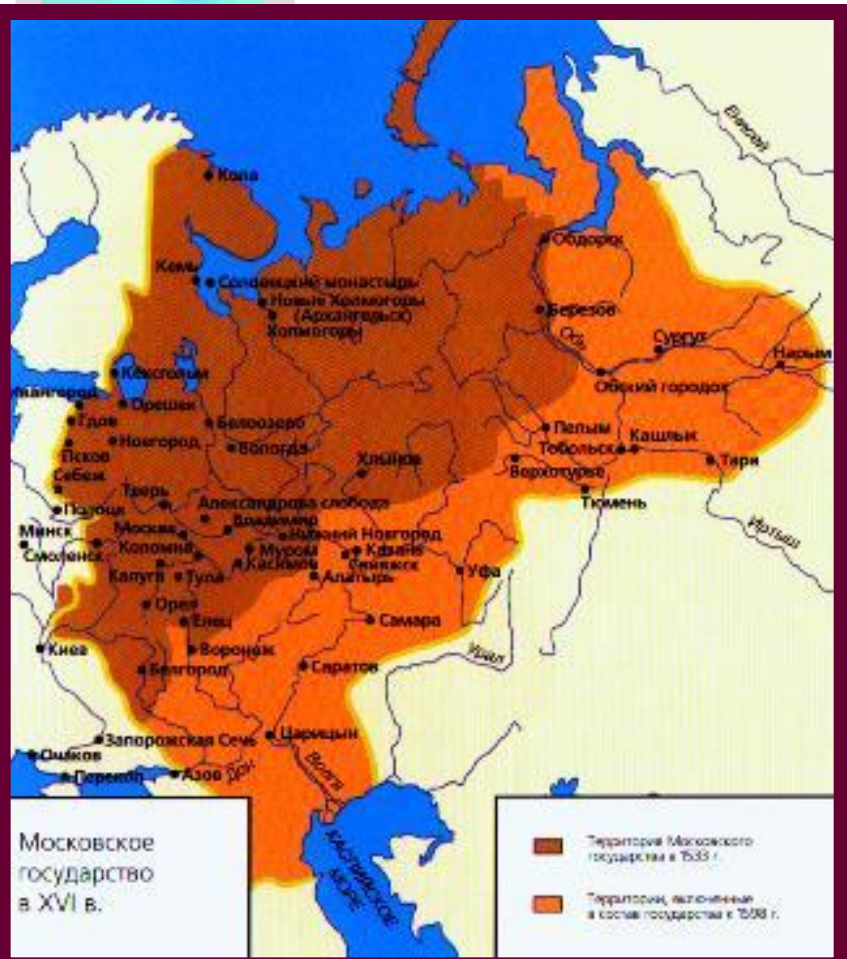 Енисей
Кола
Обдорск
Кемь
Соловецкий монастырь
Новые Холмогоры
(Архангельск)
Холмогоры
Березов
Обь
Сургут
Нарым
Кексгольм
Обский городок
Ивангород
Орешек
Гдов
Белоозеро
Пелым
Новгород
Вологда
Тобольск
Кашлык
Псков
Хлынов
Верхотурье
Тара
Себеж
Тверь
Тюмень
Полоцк
Александрова слобода
Минск
Москва
Владимир
Нижний Новгород
Иртыш
Смоленск
Коломна
Муром
Казань
Калуга
Тула
Касимов
Свияжск
Алатырь
Уфа
Орел
Елец
Самара
Киев
Воронеж
Урал
Белгород
Саратов
Запорожская Сечь
Царицын
Очаков
Волга
Перекоп
Азов
Дон
КАСПИЙСКОЕ
МОРЕ
Московское
государство
в XVI в.
Территория Московского
государства в 1533 г.
Территории, включенные
в состав государства к 1598 г.